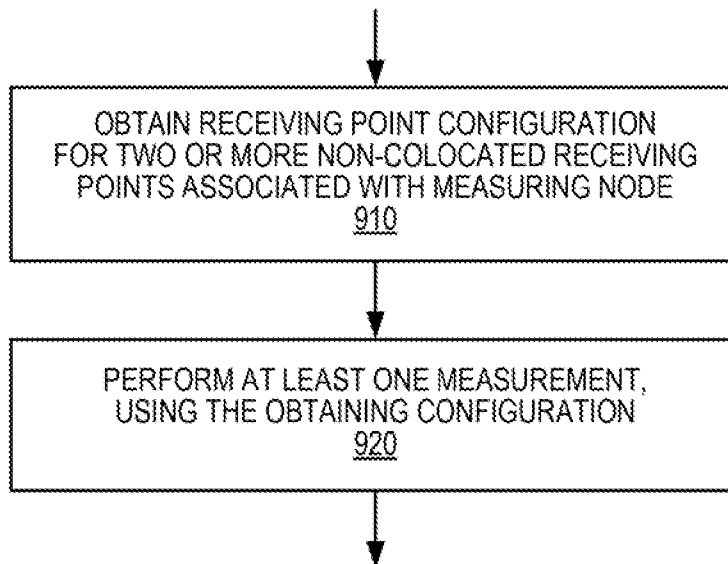 OBTAIN RECEIVING POINT CONFIGURATION
FOR TWO OR MORE NON-COLOCATED RECEIVING
POINTS ASSOCIATED WITH MEASURING NODE
910
PERFORM AT LEAST ONE MEASUREMENT,
USING THE OBTAINING CONFIGURATION
920